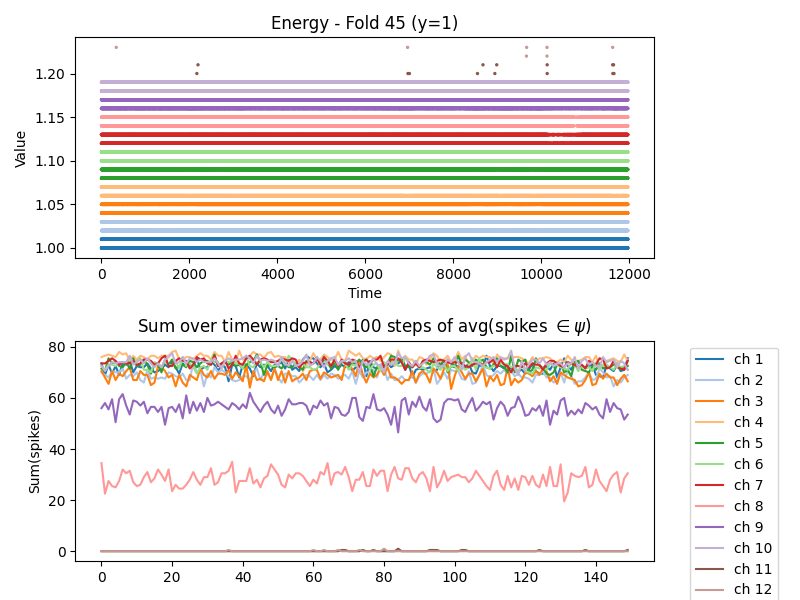 Energy - Fold 45 (y=1)
Value
1.20
1.15
1.10
1.05
1.00
0 2000 4000 6000 8000 10000 12000
Time
Sum over timewindow of 100 steps of avg(spikes ∈ψ)
Sum(spikes)
80
60
40
20
0
0 20 40 60 80 100 120 140
ch 1
ch 2
ch 3
ch 4
ch 5
ch 6
ch 7
ch 8
ch 9
ch 10
ch 11
ch 12